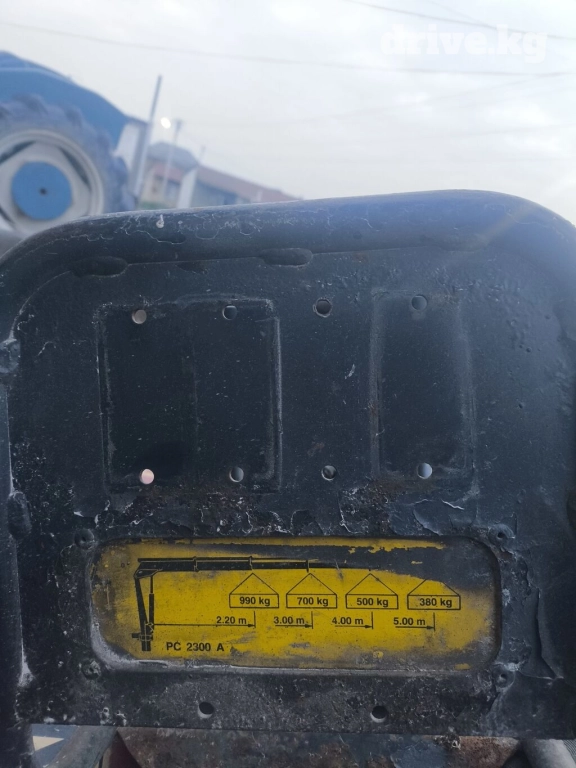 drive.kg
990 kg 700 kg 500 kg 380 kg
2.20 m 3.00 m 4.00 m 5.00 m
PC 2300 A